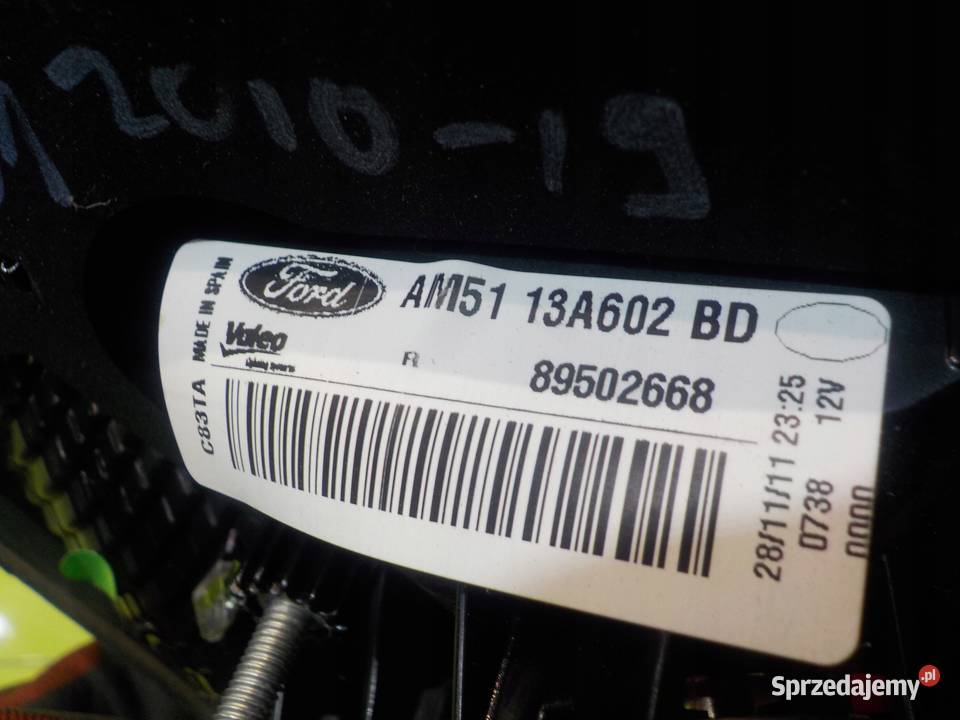 2010-19
Ford AM51 13A602 BD
MADE IN SPAIN
Valeo
R 89502668
C83TA
28/11/11 23:25
0738 12V
0000
Sprzedajemy.pl